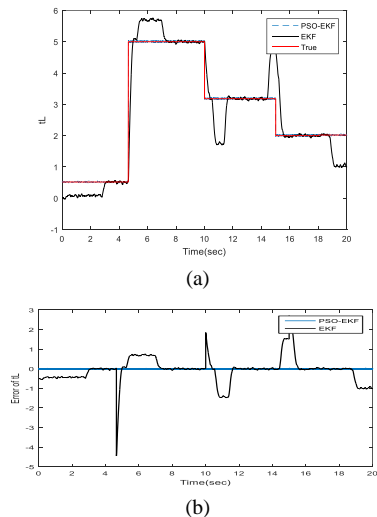 6
5
4
3
2
1
0
-1
tL
PSO-EKF
EKF
True
0 2 4 6 8 10 12 14 16 18 20
Time(sec)
(a)
3
2
1
0
-1
-2
-3
-4
-5
Error of tL
PSO-EKF
EKF
0 2 4 6 8 10 12 14 16 18 20
Time(sec)
(b)